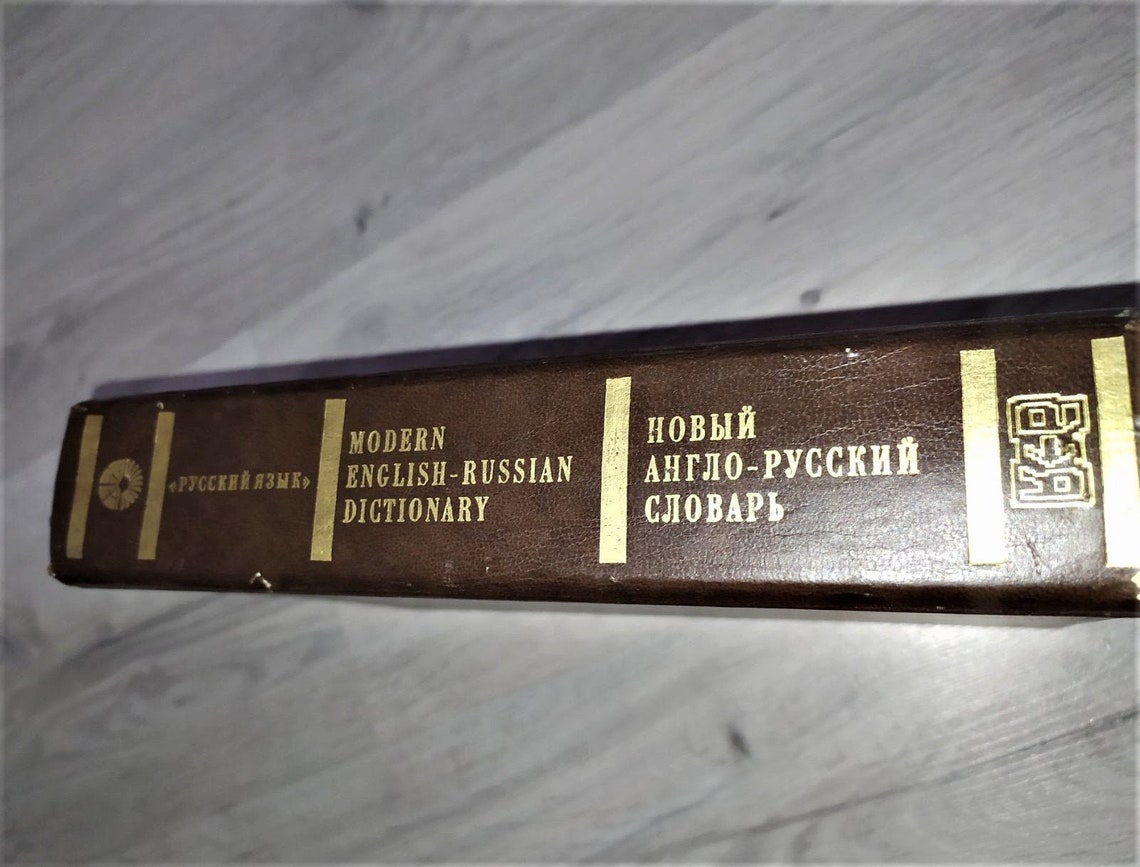 «РУССКИЙ ЯЗЫК»
MODERN
ENGLISH-RUSSIAN
DICTIONARY
НОВЫЙ
АНГЛО-РУССКИЙ
СЛОВАРЬ